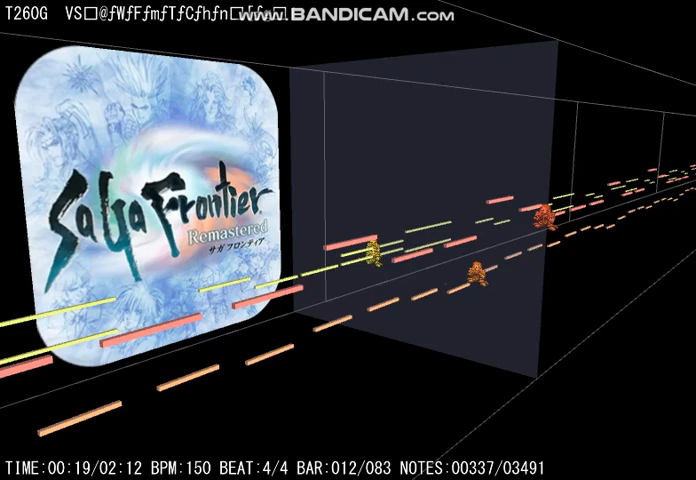 T260G VS□@ƒWƒFƒmƒTƒCƒhƒn
www.BANDICAM.com
SaGa Frontier
Remastered
サガ フロンティア
TIME:00:19/02:12 BPM:150 BEAT:4/4 BAR:012/083 NOTES:00337/03491